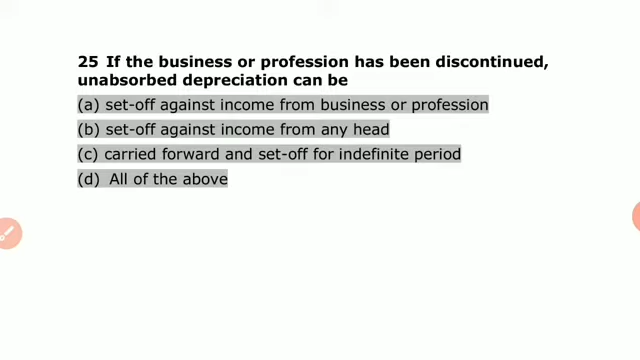 25 If the business or profession has been discontinued,
unabsorbed depreciation can be
(a) set-off against income from business or profession
(b) set-off against income from any head
(c) carried forward and set-off for indefinite period
(d) All of the above